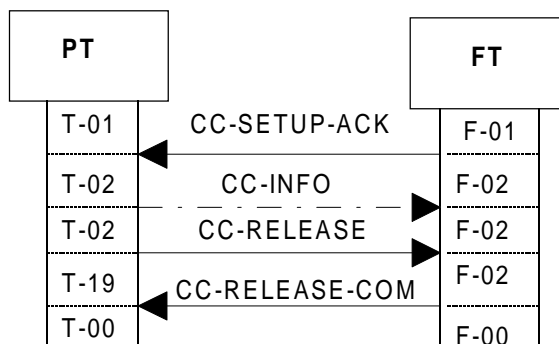 PT
FT
T-01
CC-SETUP-ACK
F-01
T-02
CC-INFO
F-02
T-02
CC-RELEASE
F-02
F-02
T-19
CC-RELEASE-COM
T-00
F-00